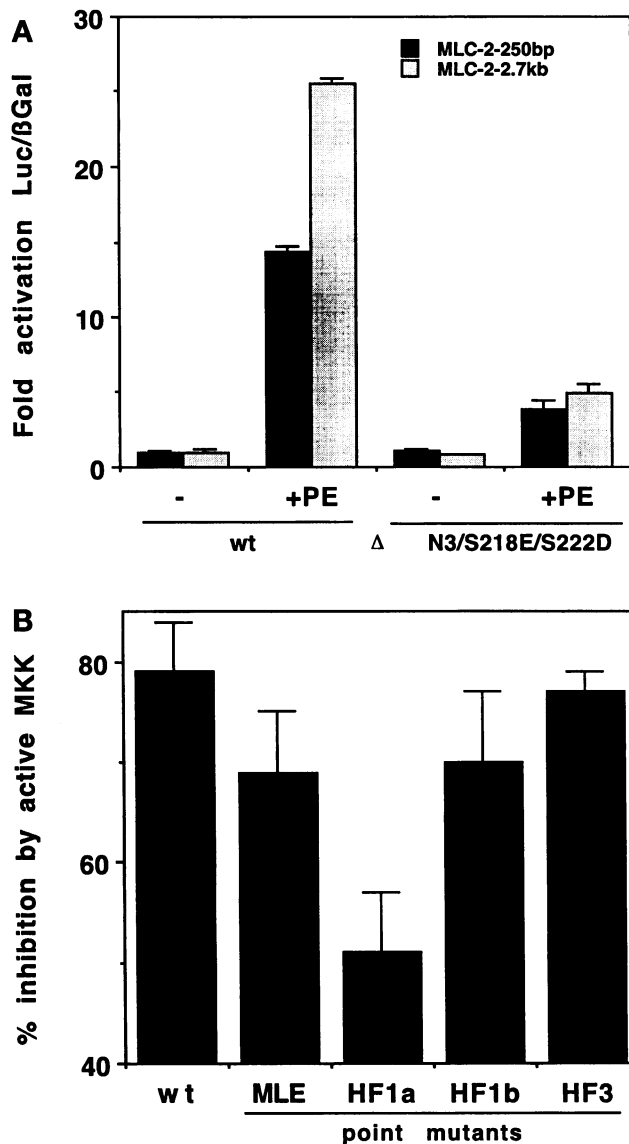 A
30
MLC-2-250bp
MLC-2-2.7kb
20
10
0
Fold activation Luc/βGal
- +PE - +PE
wt Δ N3/S218E/S222D
B
80
60
40
% inhibition by active MKK
wt MLE HF1a HF1b HF3
point mutants